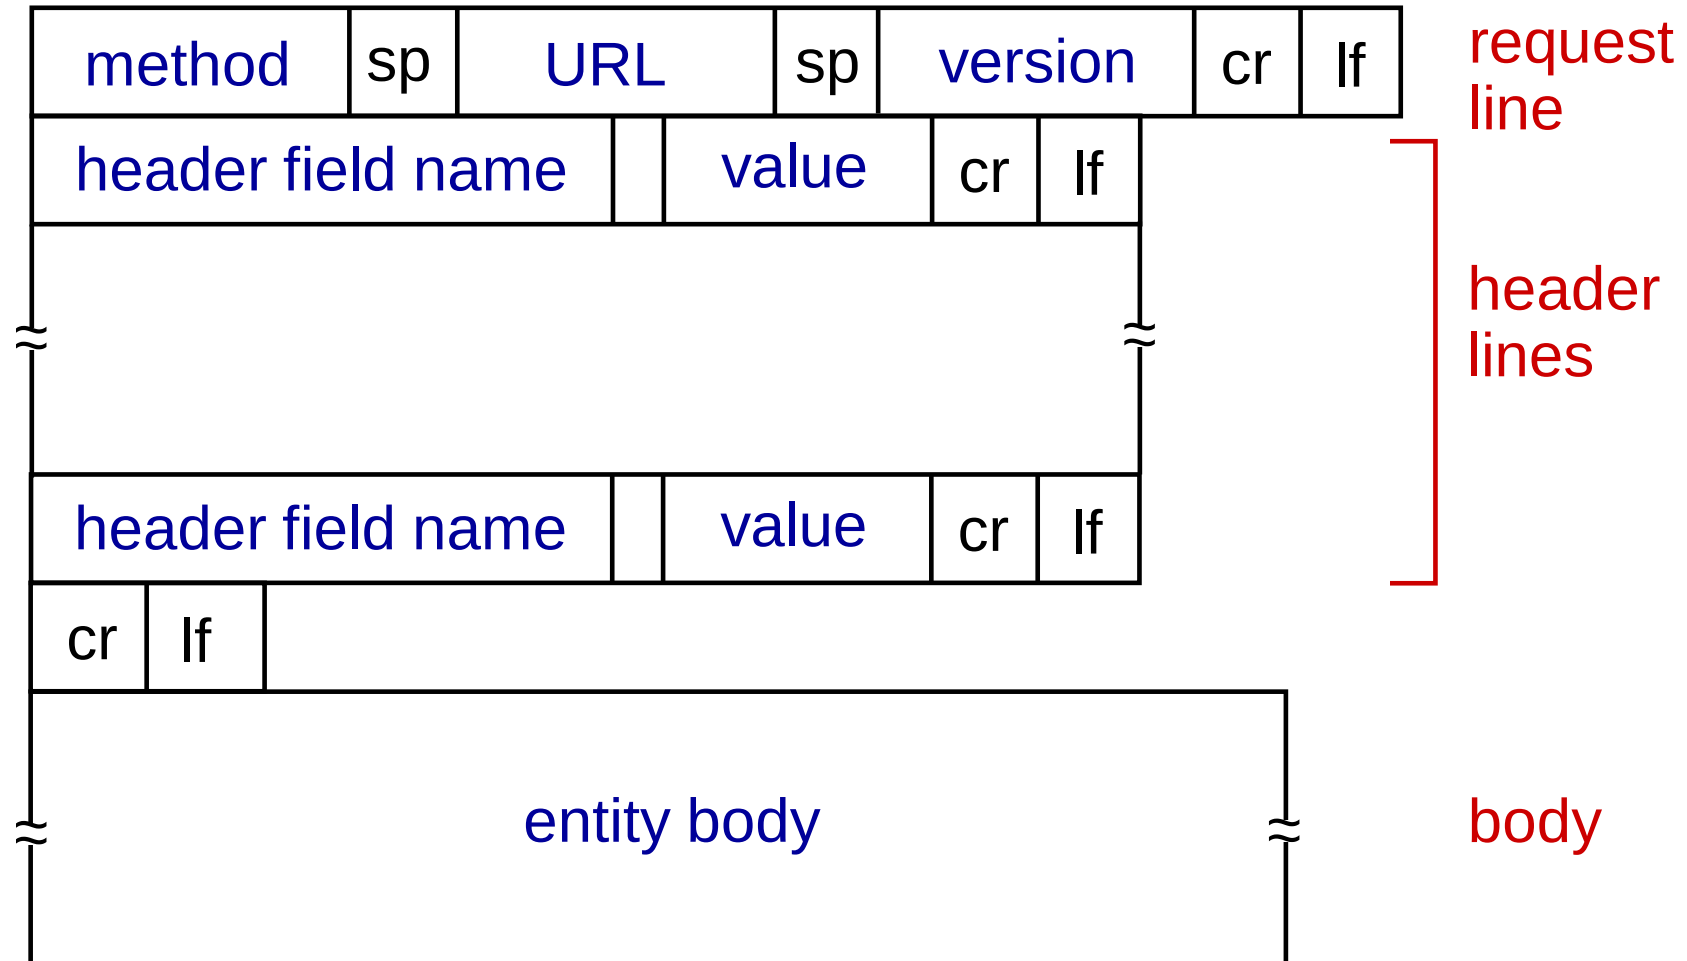 method sp URL sp version cr lf
request
line
header field name value cr lf
header
lines
header field name value cr lf
cr lf
entity body
body